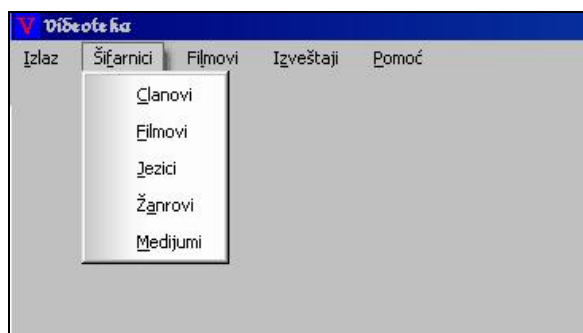 V Videoteka
Izlaz Šifarnici Filmovi Izveštaji Pomoć
Clanovi
Filmovi
Jezici
Žanrovi
Medijumi